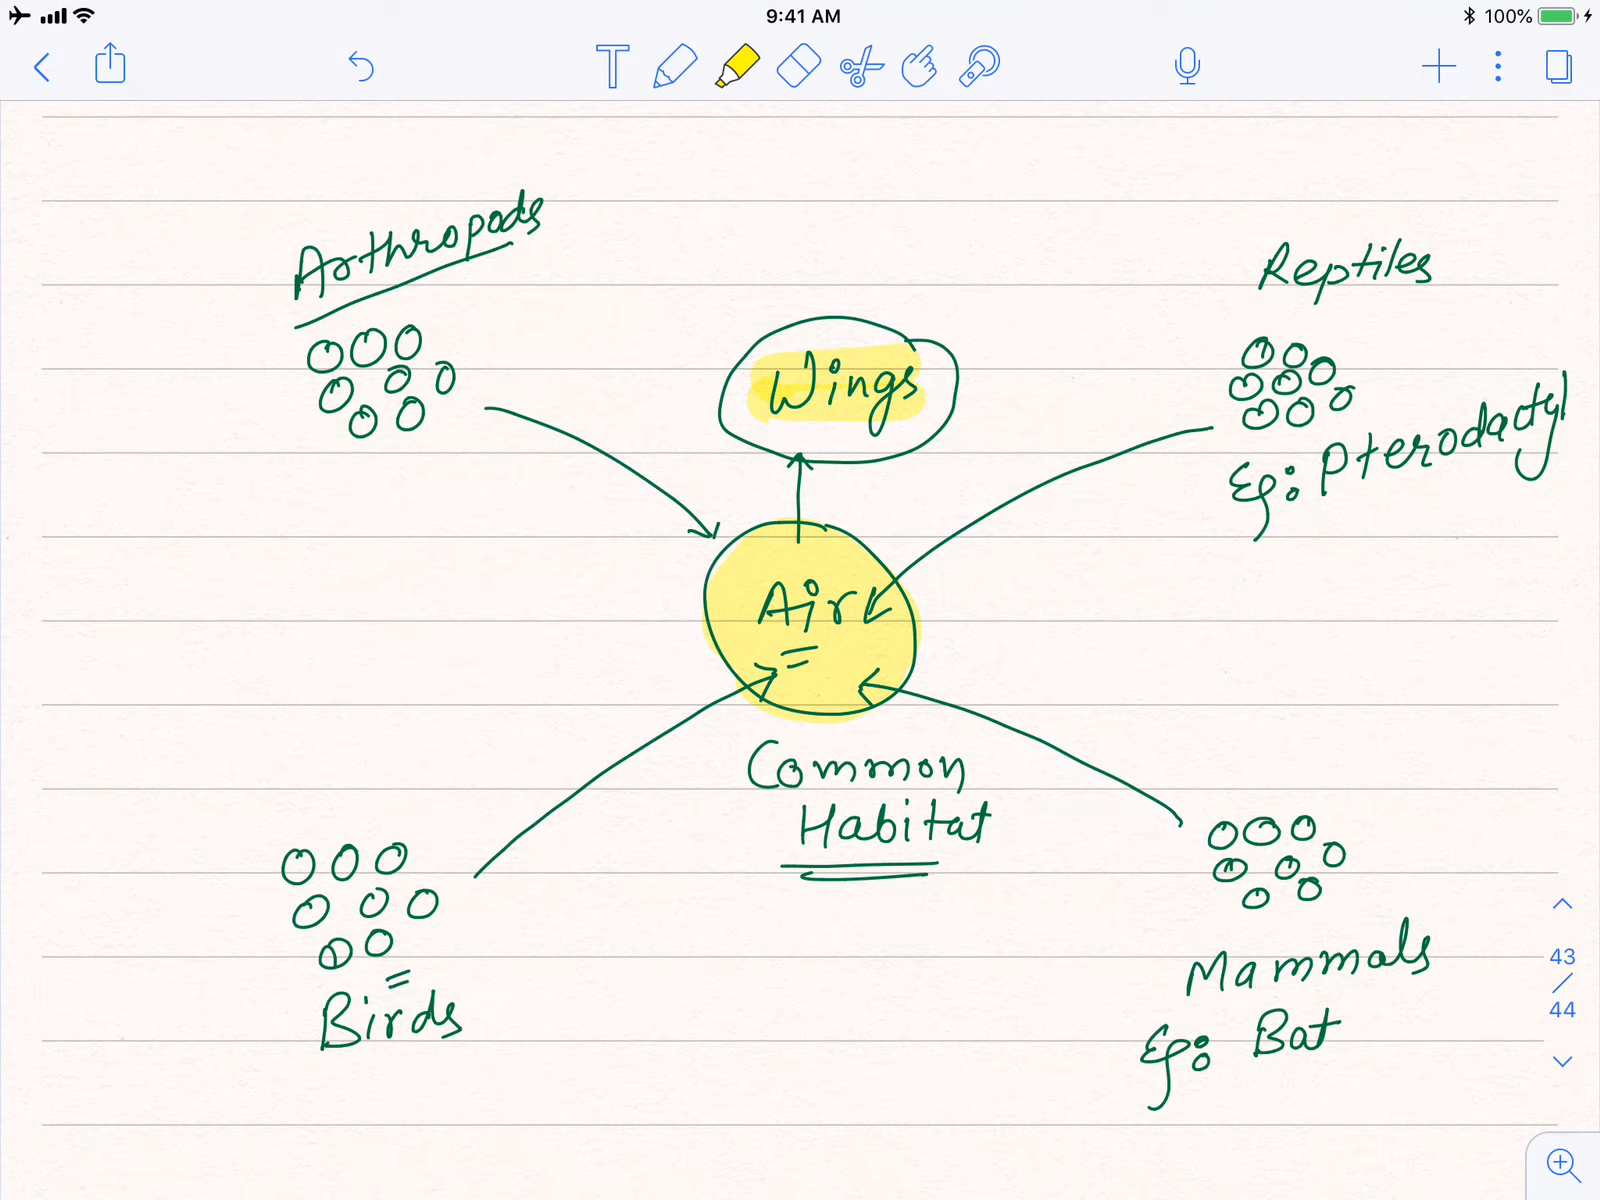 9:41 AM
100%
Arthropods
Reptiles
Wings
Eg: Pterodactyl
Air
Common
Habitat
Birds
Mammals
Eg: Bat
43
44